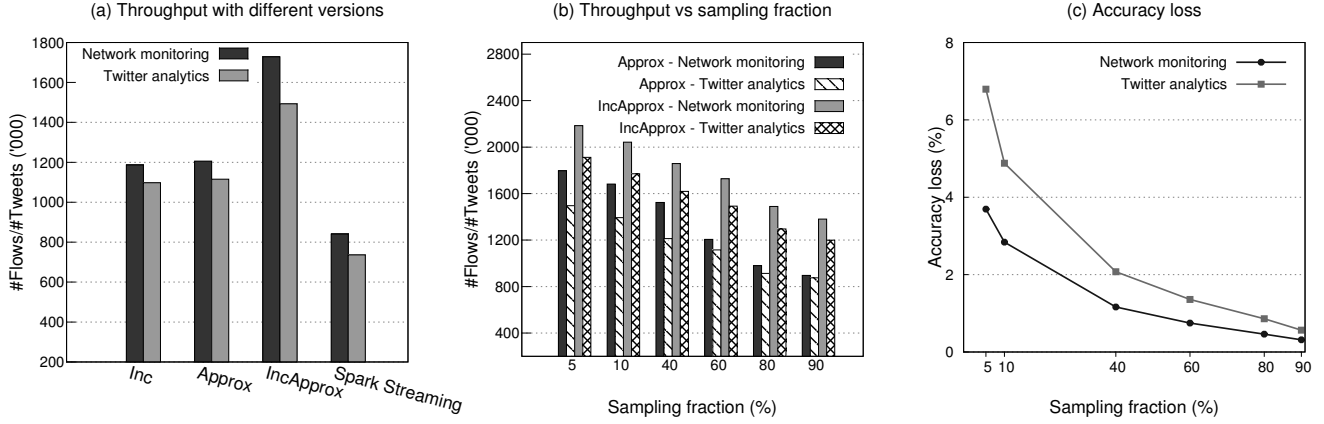 (a) Throughput with different versions
#Flows/#Tweets ('000)
1800
1600
1400
1200
1000
800
600
400
200
Network monitoring
Twitter analytics
Inc
Approx
IncApprox
Spark Streaming
(b) Throughput vs sampling fraction
#Flows/#Tweets ('000)
2800
2400
2000
1600
1200
800
400
Approx - Network monitoring
Approx - Twitter analytics
IncApprox - Network monitoring
IncApprox - Twitter analytics
5 10 40 60 80 90
Sampling fraction (%)
(c) Accuracy loss
Accuracy loss (%)
8
6
4
2
0
Network monitoring
Twitter analytics
5 10 40 60 80 90
Sampling fraction (%)